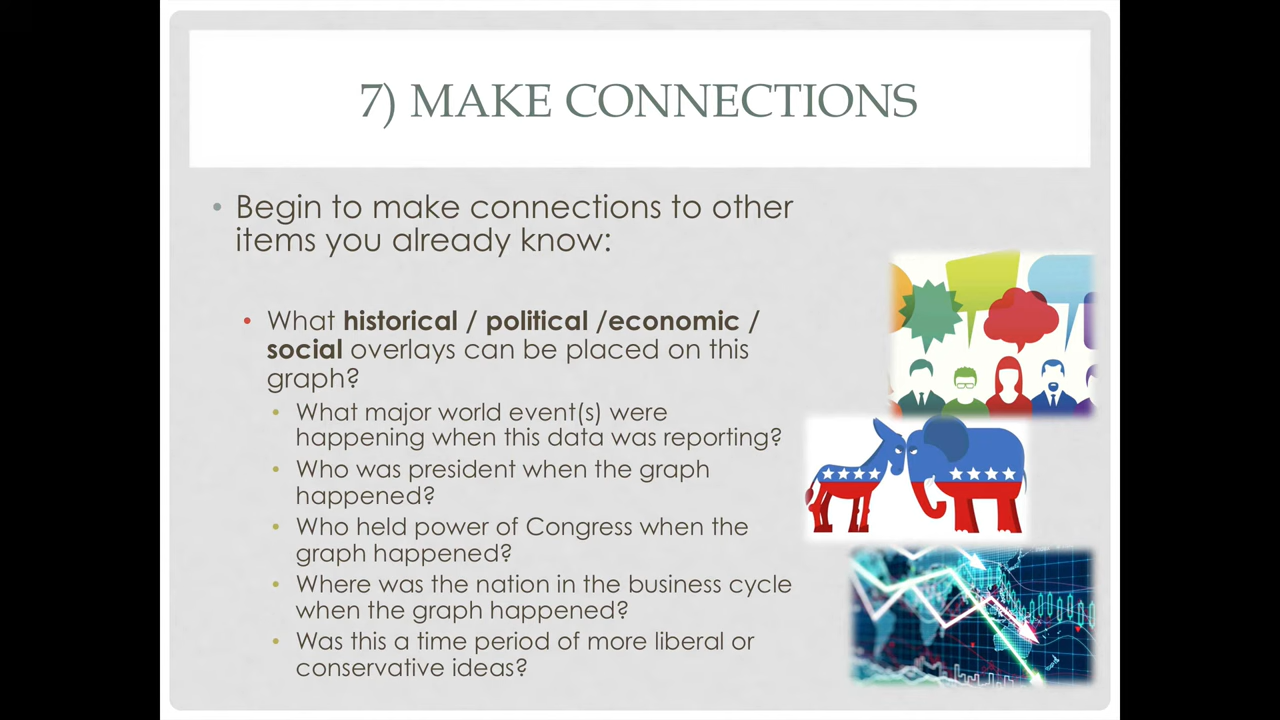 7) MAKE CONNECTIONS
• Begin to make connections to other
items you already know:
• What historical / political /economic /
social overlays can be placed on this
graph?
• What major world event(s) were
happening when this data was reporting?
• Who was president when the graph
happened?
• Who held power of Congress when the
graph happened?
• Where was the nation in the business cycle
when the graph happened?
• Was this a time period of more liberal or
conservative ideas?